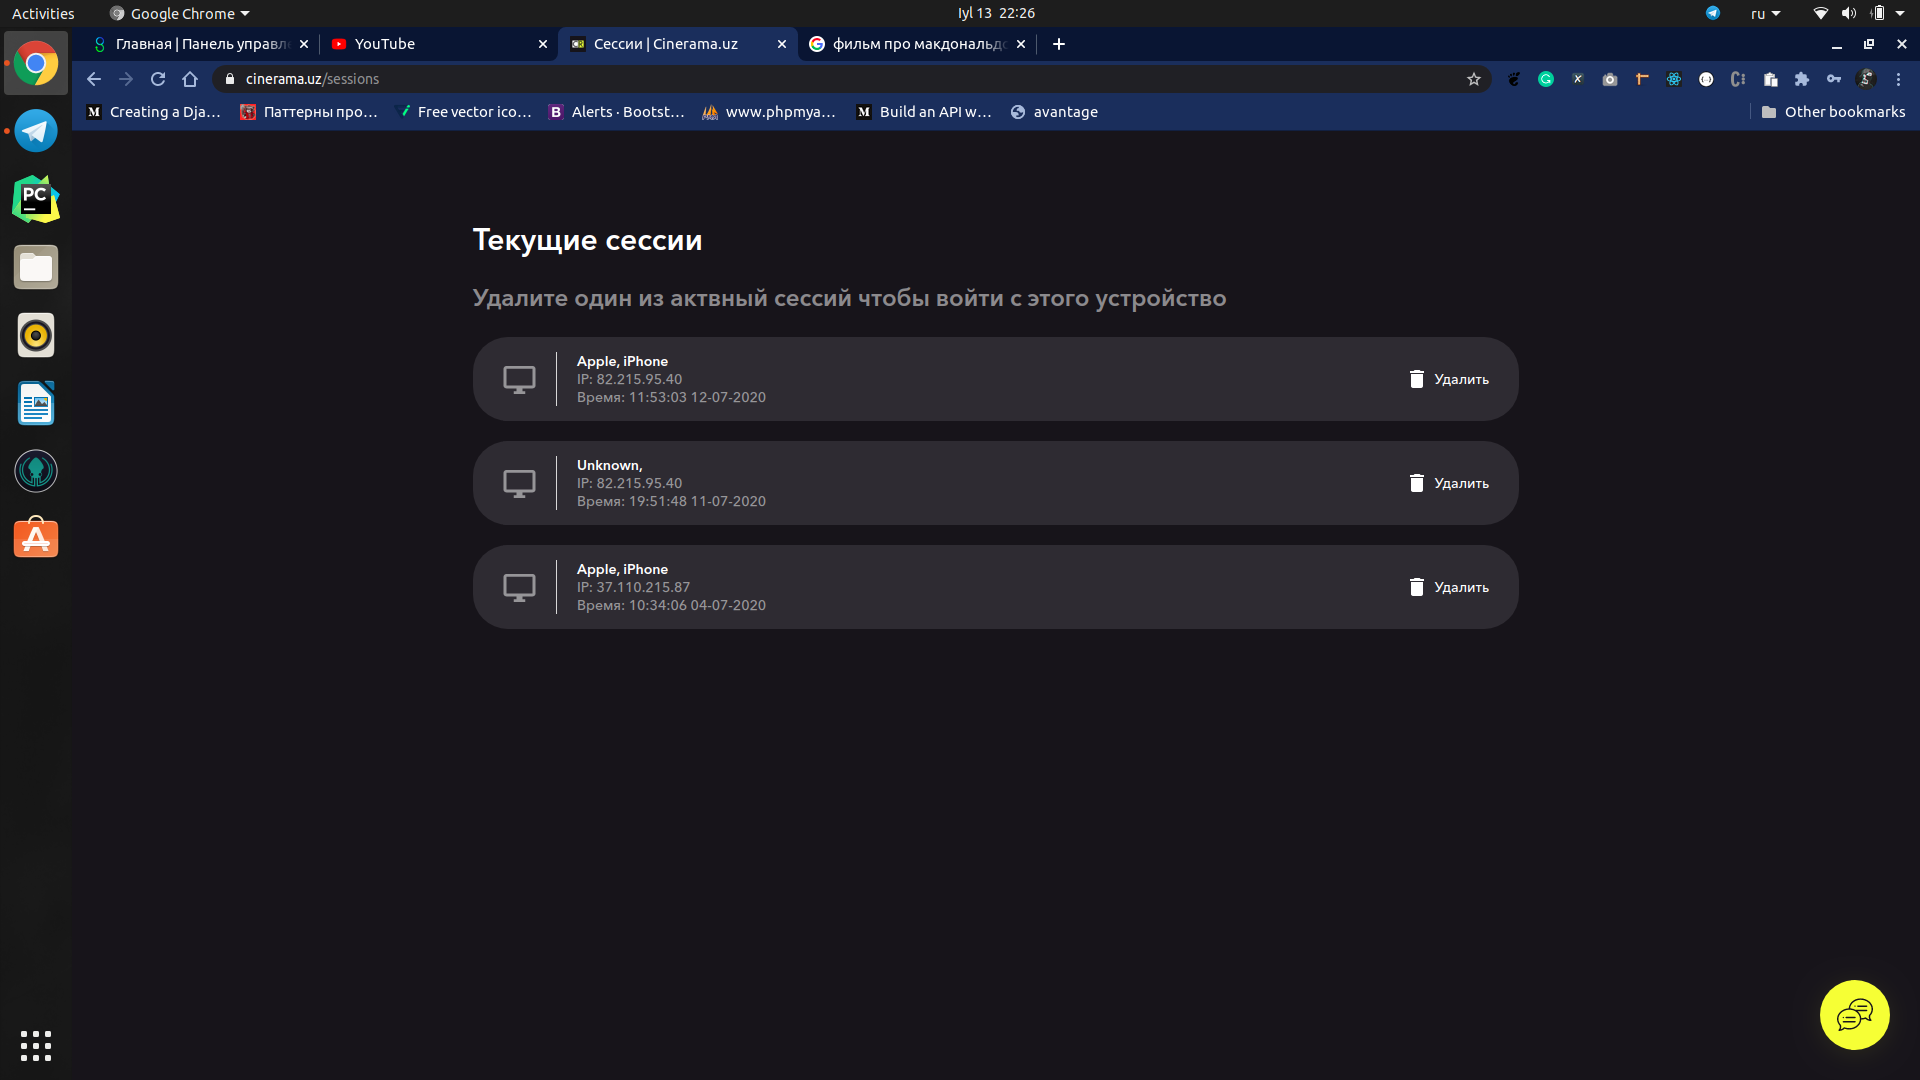 Activities
Google Chrome
Iyl 13 22:26
ru
Главная | Панель управле
YouTube
Сессии | Cinerama.uz
фильм про макдональдс
cinerama.uz/sessions
Creating a Dja…
Паттерны про…
Free vector ico…
Alerts · Bootst…
www.phpmya…
Build an API w…
avantage
Other bookmarks
Текущие сессии
Удалите один из актвный сессий чтобы войти с этого устройство
Apple, iPhone
IP: 82.215.95.40
Время: 11:53:03 12-07-2020
Удалить
Unknown,
IP: 82.215.95.40
Время: 19:51:48 11-07-2020
Удалить
Apple, iPhone
IP: 37.110.215.87
Время: 10:34:06 04-07-2020
Удалить